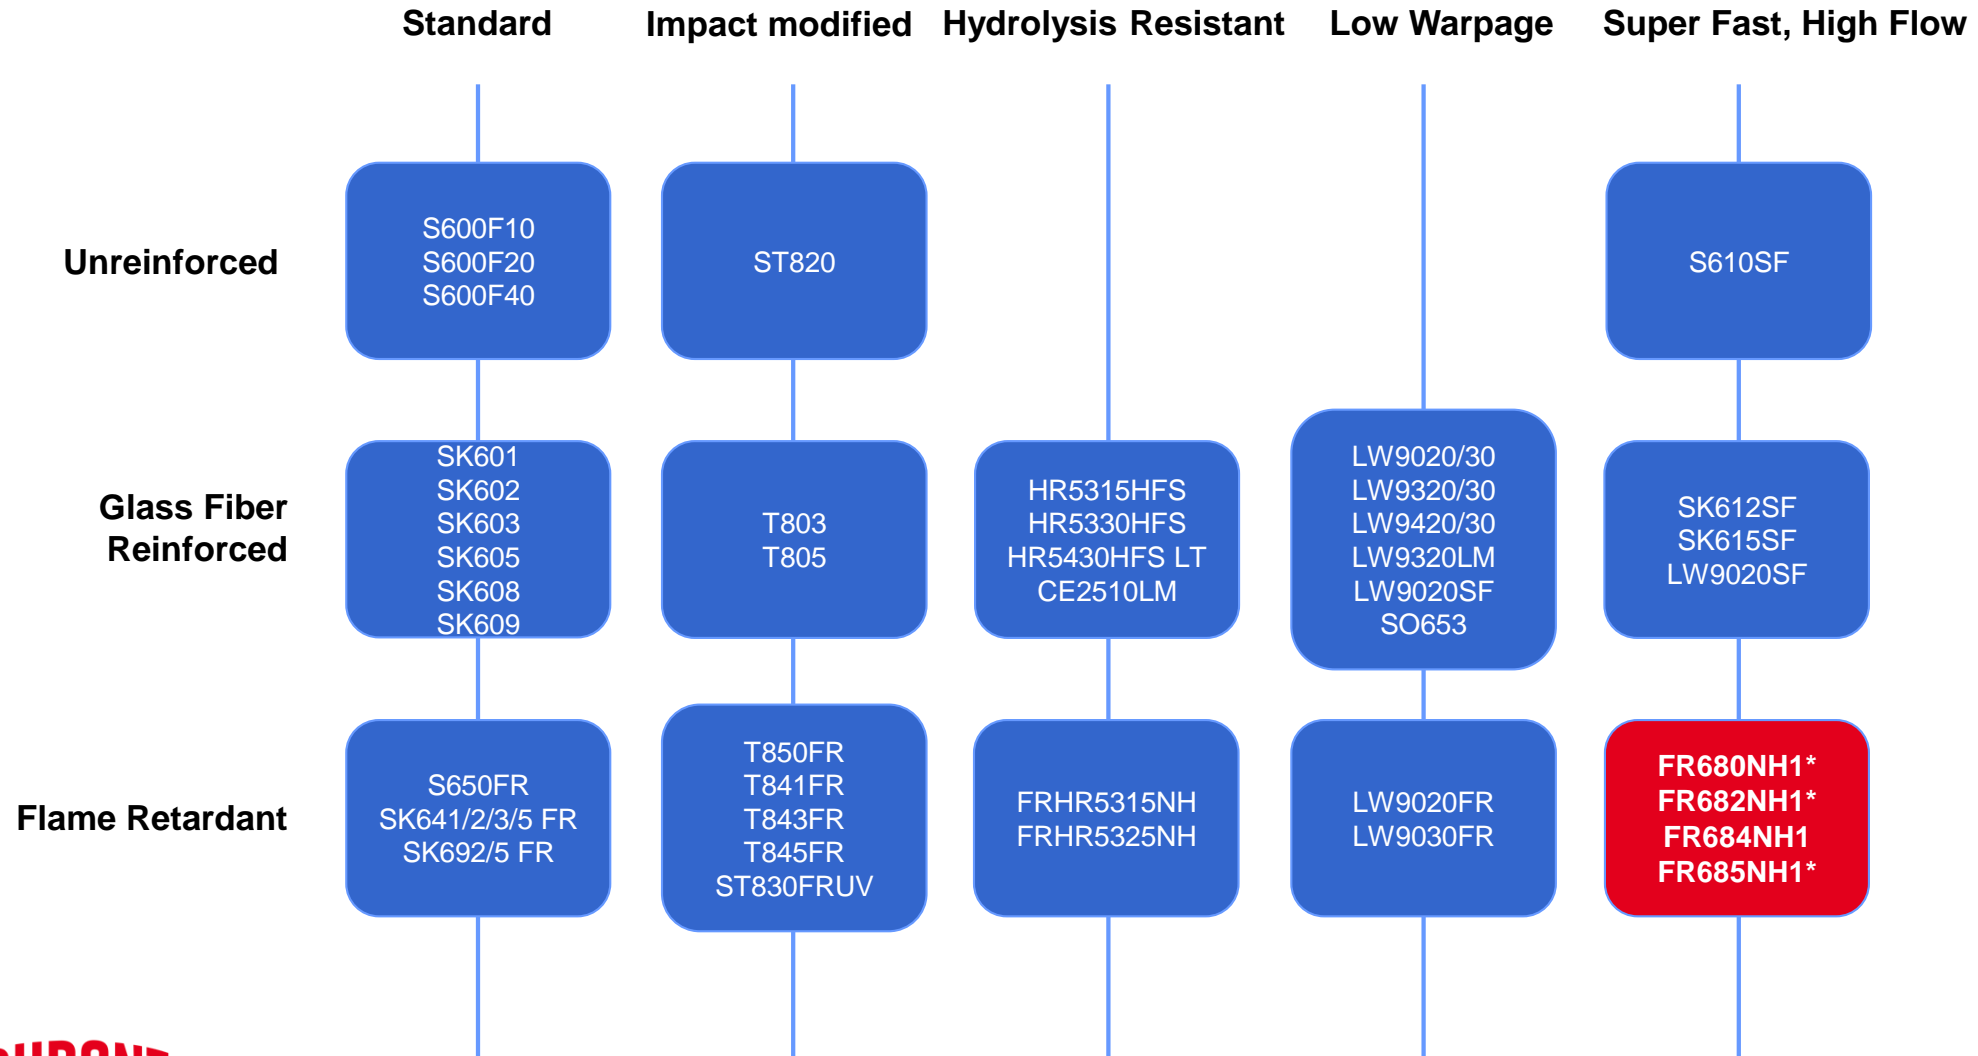 Standard
Impact modified
Hydrolysis Resistant
Low Warpage
Super Fast, High Flow
Unreinforced
S600F10
S600F20
S600F40
ST820
S610SF
Glass Fiber
Reinforced
SK601
SK602
SK603
SK605
SK608
SK609
T803
T805
HR5315HFS
HR5330HFS
HR5430HFS LT
CE2510LM
LW9020/30
LW9320/30
LW9420/30
LW9320LM
LW9020SF
SO653
SK612SF
SK615SF
LW9020SF
Flame Retardant
S650FR
SK641/2/3/5 FR
SK692/5 FR
T850FR
T841FR
T843FR
T845FR
ST830FRUV
FRHR5315NH
FRHR5325NH
LW9020FR
LW9030FR
FR680NH1*
FR682NH1*
FR684NH1
FR685NH1*